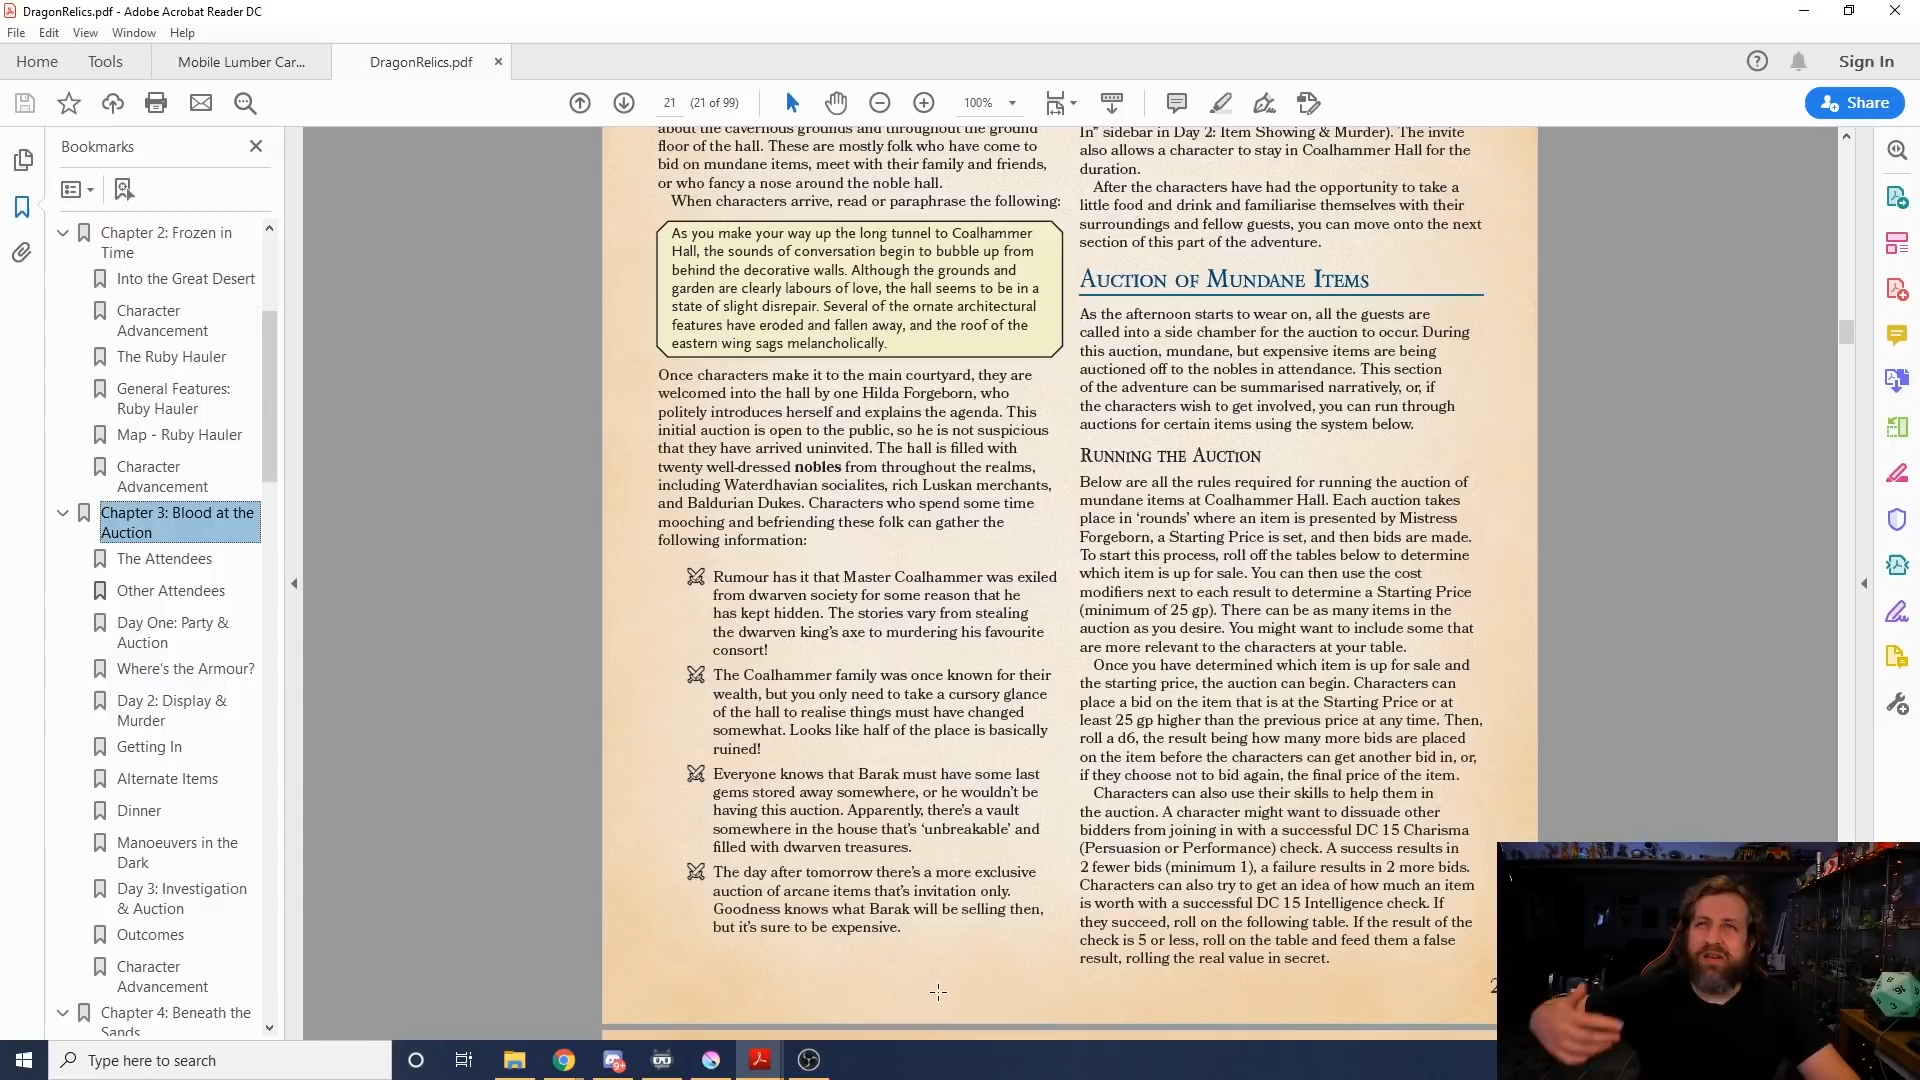 DragonRelics.pdf - Adobe Acrobat Reader DC
File Edit View Window Help
Home Tools Mobile Lumber Car... DragonRelics.pdf Sign In
21 (21 of 99) 100% Share
Bookmarks
Chapter 2: Frozen in
Time
Into the Great Desert
Character
Advancement
The Ruby Hauler
General Features:
Ruby Hauler
Map - Ruby Hauler
Character
Advancement
Chapter 3: Blood at the
Auction
The Attendees
Other Attendees
Day One: Party &
Auction
Where's the Armour?
Day 2: Display &
Murder
Getting In
Alternate Items
Dinner
Manoeuvers in the
Dark
Day 3: Investigation
& Auction
Outcomes
Character
Advancement
Chapter 4: Beneath the
Sands
about the cavernous grounds and throughout the ground
floor of the hall. These are mostly folk who have come to
bid on mundane items, meet with their family and friends,
or who fancy a nose around the noble hall.
When characters arrive, read or paraphrase the following:
As you make your way up the long tunnel to Coalhammer
Hall, the sounds of conversation begin to bubble up from
behind the decorative walls. Although the grounds and
garden are clearly labours of love, the hall seems to be in a
state of slight disrepair. Several of the ornate architectural
features have eroded and fallen away, and the roof of the
eastern wing sags melancholically.
Once characters make it to the main courtyard, they are
welcomed into the hall by one Hilda Forgeborn, who
politely introduces herself and explains the agenda. This
initial auction is open to the public, so he is not suspicious
that they have arrived uninvited. The hall is filled with
twenty well-dressed nobles from throughout the realms,
including Waterdhavian socialites, rich Luskan merchants,
and Baldurian Dukes. Characters who spend some time
mooching and befriending these folk can gather the
following information:
Rumour has it that Master Coalhammer was exiled
from dwarven society for some reason that he
has kept hidden. The stories vary from stealing
the dwarven king's axe to murdering his favourite
consort!
The Coalhammer family was once known for their
wealth, but you only need to take a cursory glance
of the hall to realise things must have changed
somewhat. Looks like half of the place is basically
ruined!
Everyone knows that Barak must have some last
gems stored away somewhere, or he wouldn't be
having this auction. Apparently, there's a vault
somewhere in the house that's 'unbreakable' and
filled with dwarven treasures.
The day after tomorrow there's a more exclusive
auction of arcane items that's invitation only.
Goodness knows what Barak will be selling then,
but it's sure to be expensive.
In" sidebar in Day 2: Item Showing & Murder). The invite
also allows a character to stay in Coalhammer Hall for the
duration.
After the characters have had the opportunity to take a
little food and drink and familiarise themselves with their
surroundings and fellow guests, you can move onto the next
section of this part of the adventure.
Auction of Mundane Items
As the afternoon starts to wear on, all the guests are
called into a side chamber for the auction to occur. During
this auction, mundane, but expensive items are being
auctioned off to the nobles in attendance. This section
of the adventure can be summarised narratively, or, if
the characters wish to get involved, you can run through
auctions for certain items using the system below.
Running the Auction
Below are all the rules required for running the auction of
mundane items at Coalhammer Hall. Each auction takes
place in 'rounds' where an item is presented by Mistress
Forgeborn, a Starting Price is set, and then bids are made.
To start this process, roll off the tables below to determine
which item is up for sale. You can then use the cost
modifiers next to each result to determine a Starting Price
(minimum of 25 gp). There can be as many items in the
auction as you desire. You might want to include some that
are more relevant to the characters at your table.
Once you have determined which item is up for sale and
the starting price, the auction can begin. Characters can
place a bid on the item that is at the Starting Price or at
least 25 gp higher than the previous price at any time. Then,
roll a d6, the result being how many more bids are placed
on the item before the characters can get another bid in, or,
if they choose not to bid again, the final price of the item.
Characters can also use their skills to help them in
the auction. A character might want to dissuade other
bidders from joining in with a successful DC 15 Charisma
(Persuasion or Performance) check. A success results in
2 fewer bids (minimum 1), a failure results in 2 more bids.
Characters can also try to get an idea of how much an item
is worth with a successful DC 15 Intelligence check. If
they succeed, roll on the following table. If the result of the
check is 5 or less, roll on the table and feed them a false
result, rolling the real value in secret.
Type here to search